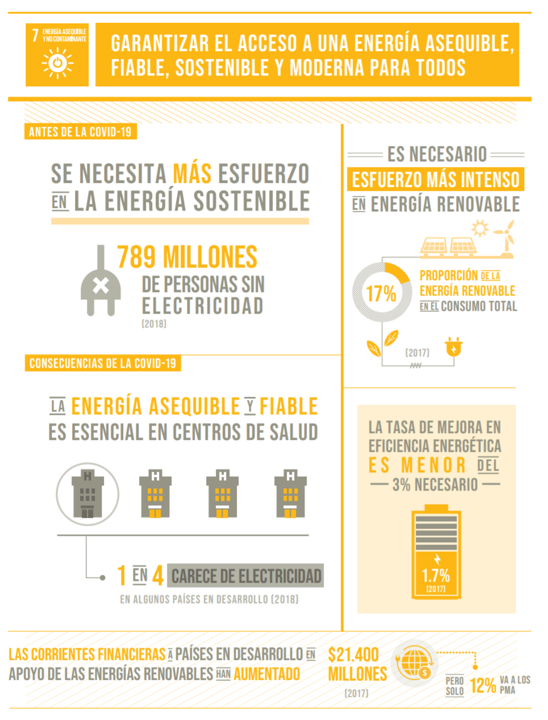 7 ENERGÍA ASEQUIBLE
Y NO CONTAMINANTE
GARANTIZAR EL ACCESO A UNA ENERGÍA ASEQUIBLE,
FIABLE, SOSTENIBLE Y MODERNA PARA TODOS
ANTES DE LA COVID-19
SE NECESITA MÁS ESFUERZO
EN LA ENERGÍA SOSTENIBLE
789 MILLONES
DE PERSONAS SIN
ELECTRICIDAD
(2018)
ES NECESARIO
ESFUERZO MÁS INTENSO
EN ENERGÍA RENOVABLE
17%
PROPORCIÓN DE LA
ENERGÍA RENOVABLE
EN EL CONSUMO TOTAL
(2017)
CONSECUENCIAS DE LA COVID-19
LA ENERGÍA ASEQUIBLE Y FIABLE
ES ESENCIAL EN CENTROS DE SALUD
H H H H
1 EN 4 CARECE DE ELECTRICIDAD
EN ALGUNOS PAÍSES EN DESARROLLO (2018)
LA TASA DE MEJORA EN
EFICIENCIA ENERGÉTICA
ES MENOR DEL
3% NECESARIO
1.7%
(2017)
LAS CORRIENTES FINANCIERAS A PAÍSES EN DESARROLLO EN
APOYO DE LAS ENERGÍAS RENOVABLES HAN AUMENTADO
$21.400
MILLONES
(2017)
$
PERO
SOLO
12%
VA A LOS
PMA